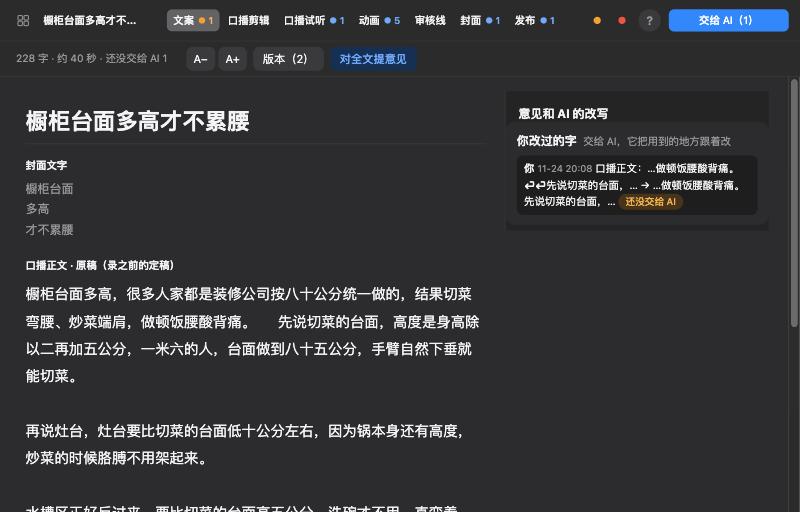 橱柜台面多高才不... 文案 1 口播剪辑 口播试听 1 动画 5 审核线 封面 1 发布 1 ? 交给 AI（1）
228 字 · 约 40 秒 · 还没交给 AI 1 A− A+ 版本（2） 对全文提意见
橱柜台面多高才不累腰
封面文字
橱柜台面
多高
才不累腰
口播正文 · 原稿（录之前的定稿）
橱柜台面多高，很多人家都是装修公司按八十公分统一做的，结果切菜
弯腰、炒菜端肩，做顿饭腰酸背痛。 先说切菜的台面，高度是身高除
以二再加五公分，一米六的人，台面做到八十五公分，手臂自然下垂就
能切菜。
再说灶台，灶台要比切菜的台面低十公分左右，因为锅本身还有高度，
炒菜的时候胳膊不用架起来。
意见和 AI 的改写
你改过的字 交给 AI，它把用到的地方跟着改
你 11-24 20:08 口播正文：…做顿饭腰酸背痛。
⏎⏎先说切菜的台面，… → …做顿饭腰酸背痛。
先说切菜的台面，… 还没交给 AI